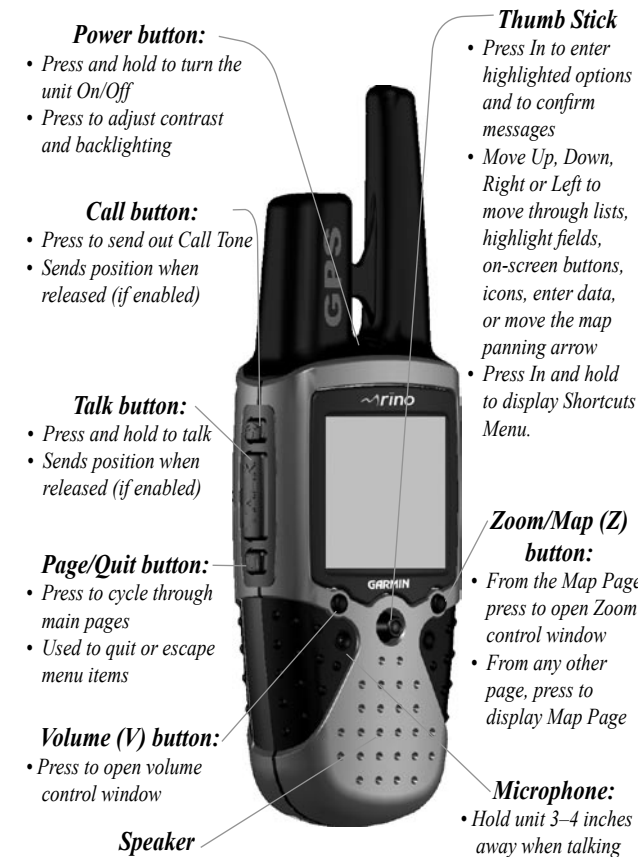 Power button:
• Press and hold to turn the
unit On/Off
• Press to adjust contrast
and backlighting
Call button:
• Press to send out Call Tone
• Sends position when
released (if enabled)
Talk button:
• Press and hold to talk
• Sends position when
released (if enabled)
Page/Quit button:
• Press to cycle through
main pages
• Used to quit or escape
menu items
Volume (V) button:
• Press to open volume
control window
Speaker
GPS
rino
GARMIN
Thumb Stick
• Press In to enter
highlighted options
and to confirm
messages
• Move Up, Down,
Right or Left to
move through lists,
highlight fields,
on-screen buttons,
icons, enter data,
or move the map
panning arrow
• Press In and hold
to display Shortcuts
Menu.
Zoom/Map (Z)
button:
• From the Map Page
press to open Zoom
control window
• From any other
page, press to
display Map Page
Microphone:
• Hold unit 3–4 inches
away when talking